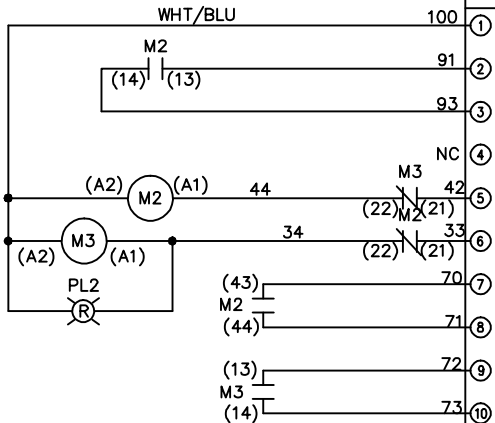 WHT/BLU 100 1
M2 91 2
(14) (13)
93 3
NC 4
M3
(A2) M2 (A1) 44 42 5
(22) (21)
M2
M3 34 33 6
(A2) (A1) (22) (21)
PL2 (43) 70 7
R M2
(44) 71 8
(13) 72 9
M3
(14) 73 10